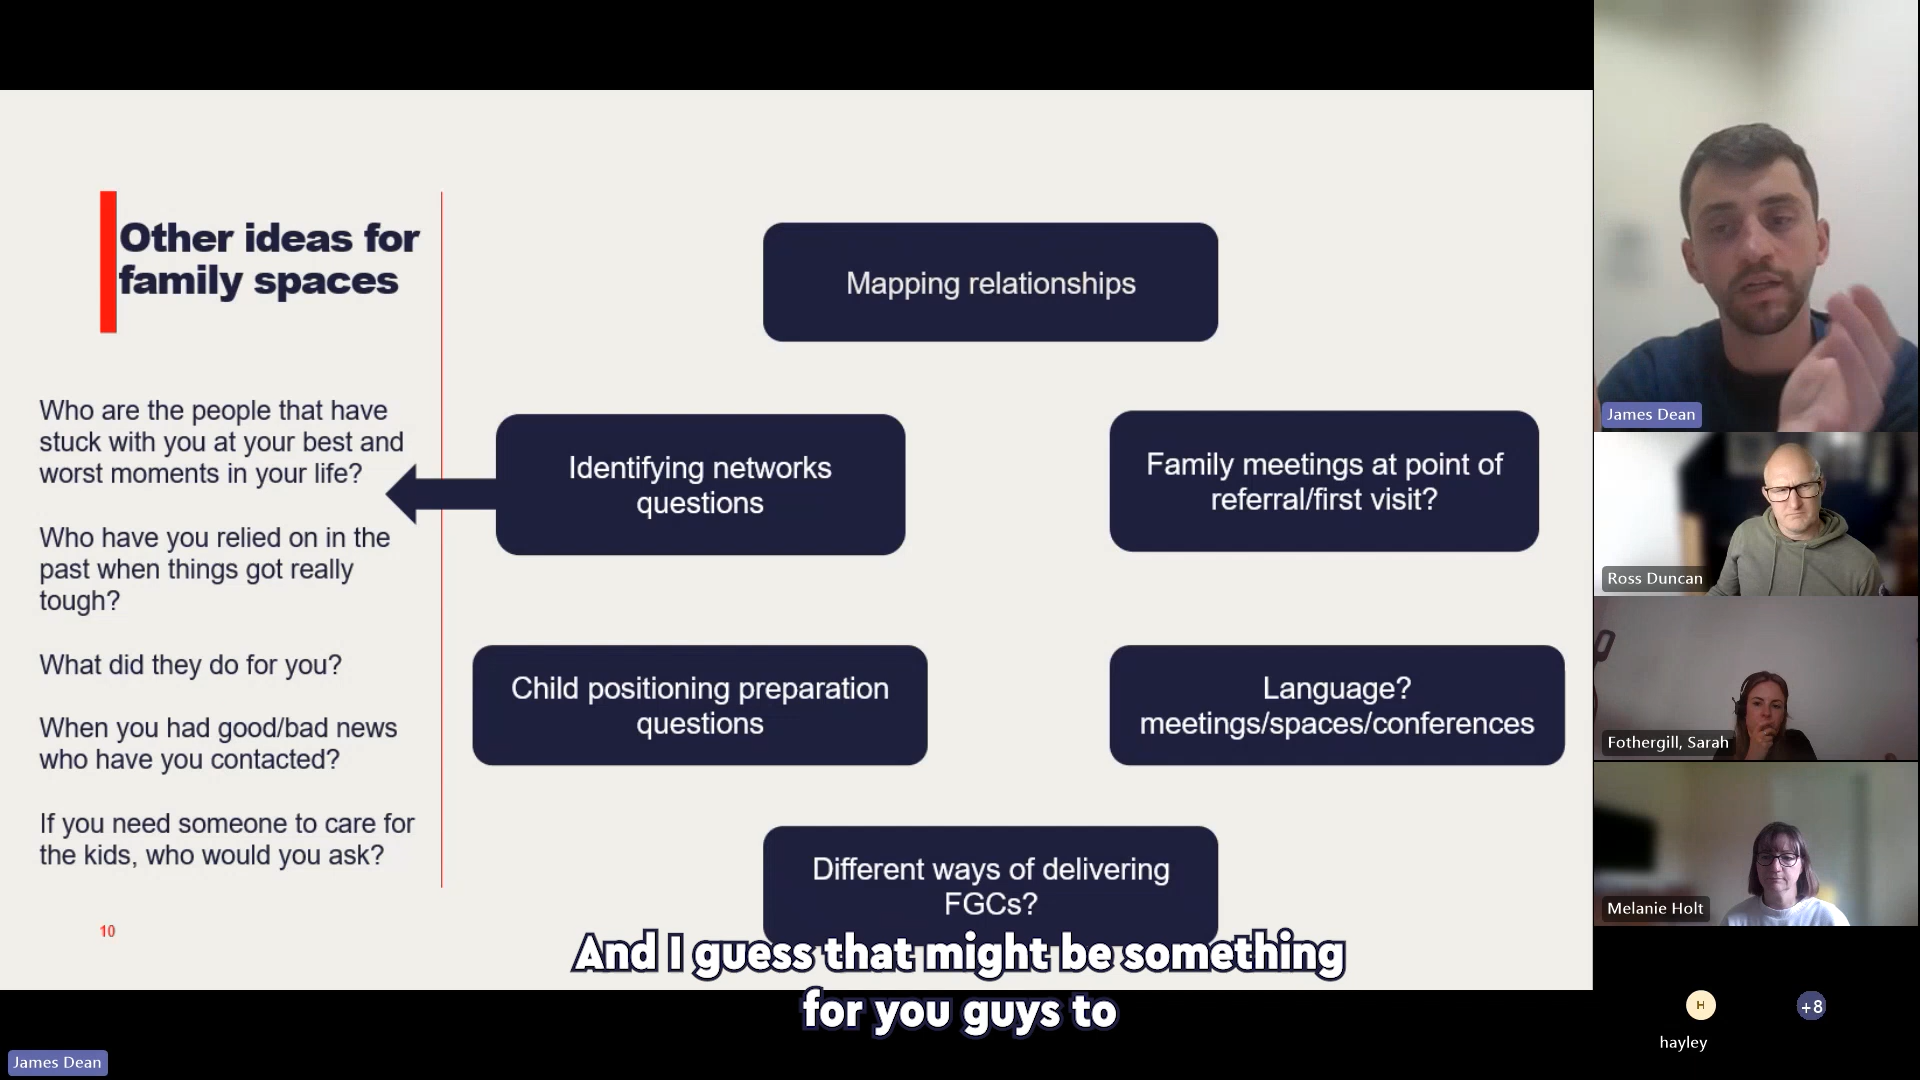 Other ideas for
family spaces
Who are the people that have
stuck with you at your best and
worst moments in your life?
Who have you relied on in the
past when things got really
tough?
What did they do for you?
When you had good/bad news
who have you contacted?
If you need someone to care for
the kids, who would you ask?
10
Mapping relationships
Identifying networks
questions
Family meetings at point of
referral/first visit?
Child positioning preparation
questions
Language?
meetings/spaces/conferences
Different ways of delivering
FGCs?
And I guess that might be something
for you guys to
James Dean
James Dean
Ross Duncan
Fothergill, Sarah
Melanie Holt
H
hayley
+8